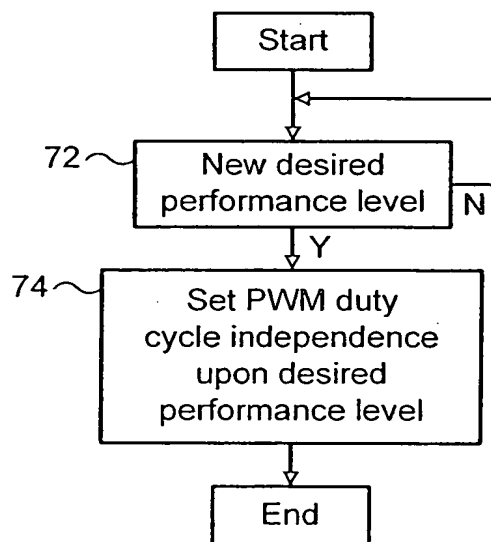 Start
72
New desired
performance level
N
Y
74
Set PWM duty
cycle independence
upon desired
performance level
End